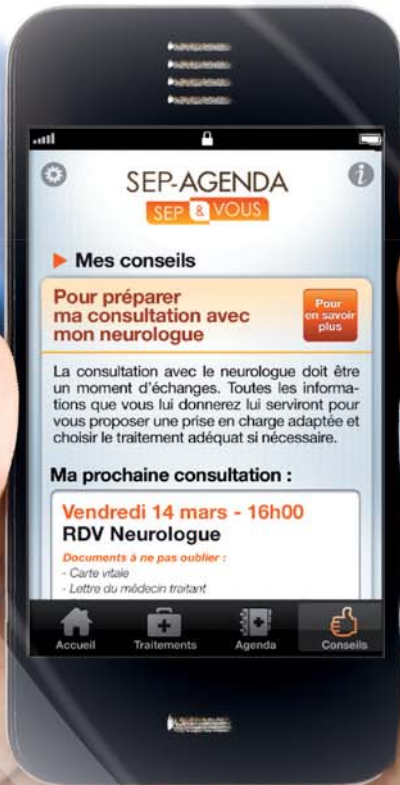 SEP-AGENDA
SEP & VOUS
Mes conseils
Pour préparer
ma consultation avec
mon neurologue
Pour
en savoir
plus
La consultation avec le neurologue doit être
un moment d'échanges. Toutes les informa-
tions que vous lui donnerez lui serviront pour
vous proposer une prise en charge adaptée et
choisir le traitement adéquat si nécessaire.
Ma prochaine consultation :
Vendredi 14 mars - 16h00
RDV Neurologue
Documents à ne pas oublier :
- Carte vitale
- Lettre du médecin traitant
Accueil
Traitements
Agenda
Conseils